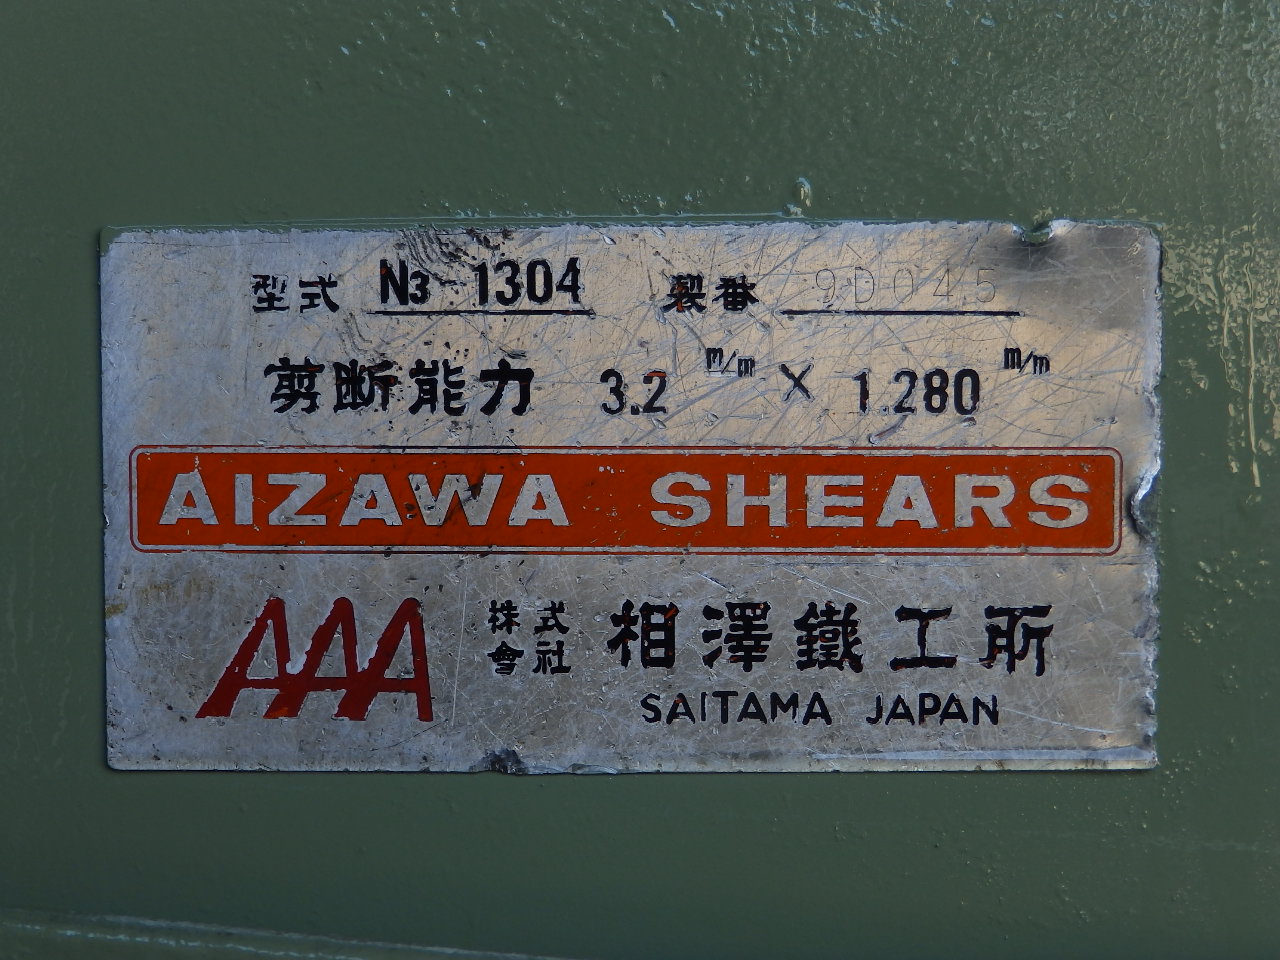 型式 N3-1304 製番 9D045
剪断能力 3.2 m/m × 1.280 m/m
AIZAWA SHEARS
AAA 株式會社 相澤鐵工所
SAITAMA JAPAN